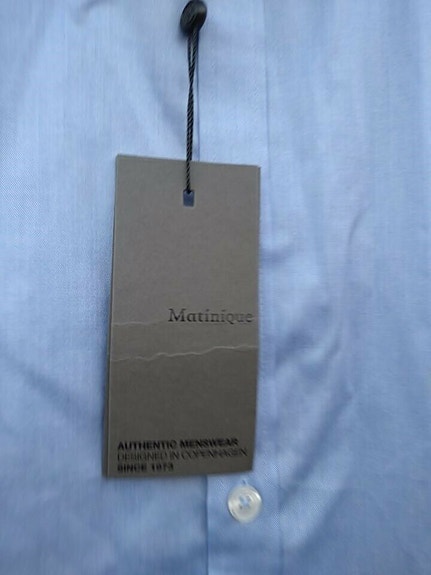 Matinique
AUTHENTIC MENSWEAR
DESIGNED IN COPENHAGEN
SINCE 1973